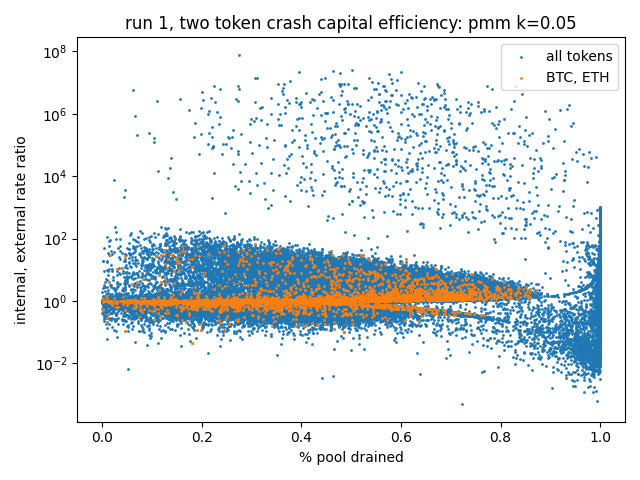 run 1, two token crash capital efficiency: pmm k=0.05
all tokens
BTC, ETH
internal, external rate ratio
10^8
10^6
10^4
10^2
10^0
10^−2
0.0 0.2 0.4 0.6 0.8 1.0
% pool drained